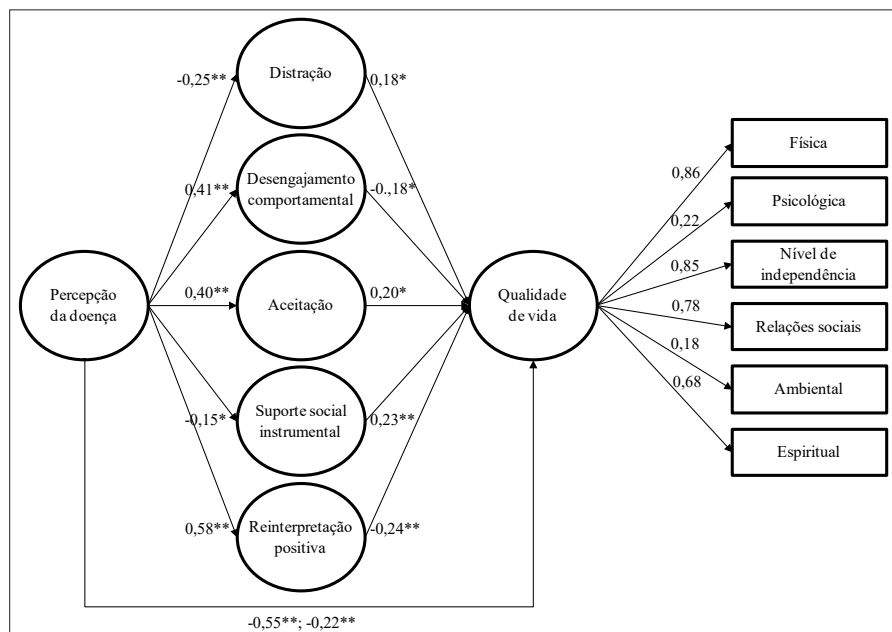 Distração
-0,25**
0,18*
Física
0,86
Desengajamento
comportamental
0,41**
-0.,18*
Psicológica
0,22
Nível de
independência
0,85
Percepção
da doença
0,40**
Aceitação
0,20*
Qualidade
de vida
0,78
Relações sociais
0,18
Ambiental
0,68
Suporte social
instrumental
-0,15*
0,23**
Espiritual
0,58**
Reinterpretação
positiva
-0,24**
-0,55**; -0,22**